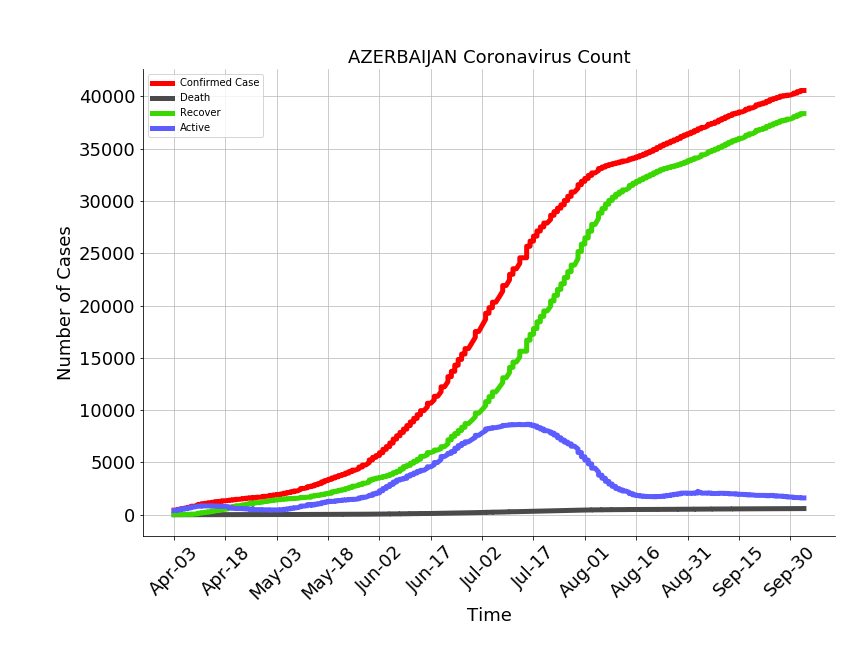 AZERBAIJAN Coronavirus Count
Confirmed Case
Death
Recover
Active
Number of Cases
40000
35000
30000
25000
20000
15000
10000
5000
0
Apr-03
Apr-18
May-03
May-18
Jun-02
Jun-17
Jul-02
Jul-17
Aug-01
Aug-16
Aug-31
Sep-15
Sep-30
Time